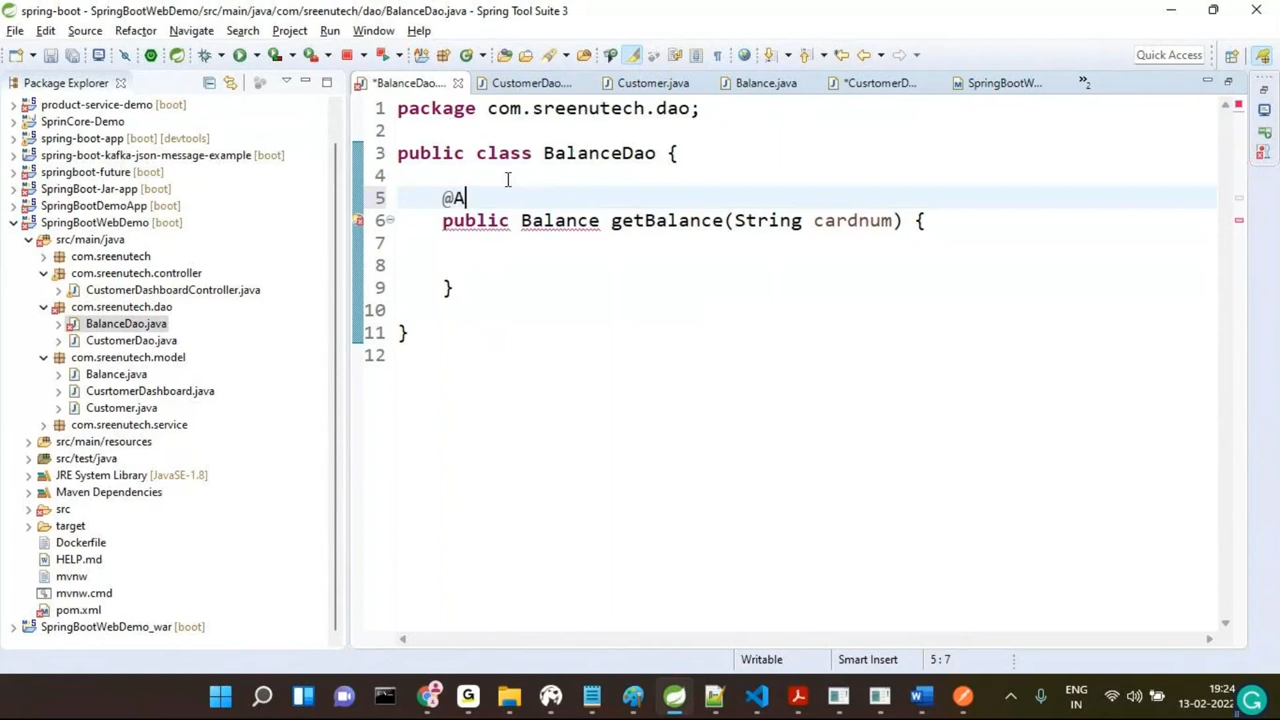 spring-boot - SpringBootWebDemo/src/main/java/com/sreenutech/dao/BalanceDao.java - Spring Tool Suite 3
File Edit Source Refactor Navigate Search Project Run Window Help
Quick Access
Package Explorer
*BalanceDao....
CustomerDao....
Customer.java
Balance.java
*CusrtomerD...
SpringBootW...
»2
product-service-demo [boot]
SprinCore-Demo
spring-boot-app [boot] [devtools]
spring-boot-kafka-json-message-example [boot]
springboot-future [boot]
SpringBoot-Jar-app [boot]
SpringBootDemoApp [boot]
SpringBootWebDemo [boot]
src/main/java
com.sreenutech
com.sreenutech.controller
CustomerDashboardController.java
com.sreenutech.dao
BalanceDao.java
CustomerDao.java
com.sreenutech.model
Balance.java
CusrtomerDashboard.java
Customer.java
com.sreenutech.service
src/main/resources
src/test/java
JRE System Library [JavaSE-1.8]
Maven Dependencies
src
target
Dockerfile
HELP.md
mvnw
mvnw.cmd
pom.xml
SpringBootWebDemo_war [boot]
1 package com.sreenutech.dao;
2
3 public class BalanceDao {
4
5 @A
6 public Balance getBalance(String cardnum) {
7
8
9 }
10
11 }
12
Writable
Smart Insert
5 : 7
ENG
IN
19:24
13-02-2022